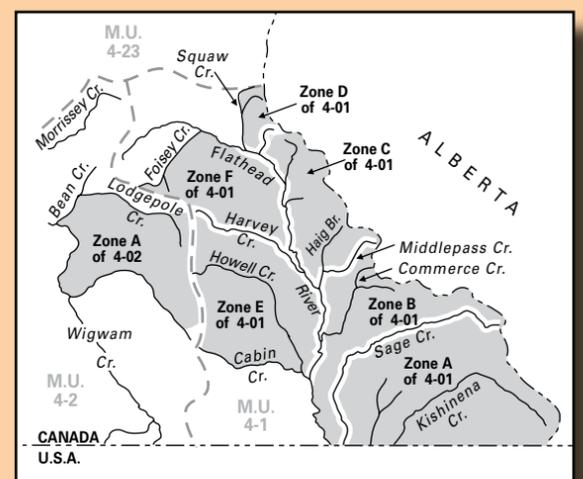 M.U.
4-23
Squaw
Cr.
Morrissey Cr.
Zone D
of 4-01
ALBERTA
Zone C
of 4-01
Foisey Cr.
Flathead
Bean Cr.
Lodgepole
Cr.
Zone F
of 4-01
Harvey
Cr.
Haig Br.
Zone A
of 4-02
Middlepass Cr.
Commerce Cr.
Howell Cr.
River
Zone B
of 4-01
Zone E
of 4-01
Wigwam
Cr.
Sage Cr.
Cabin
Cr.
Zone A
of 4-01
M.U.
4-2
Kishinena
Cr.
M.U.
4-1
CANADA
U.S.A.